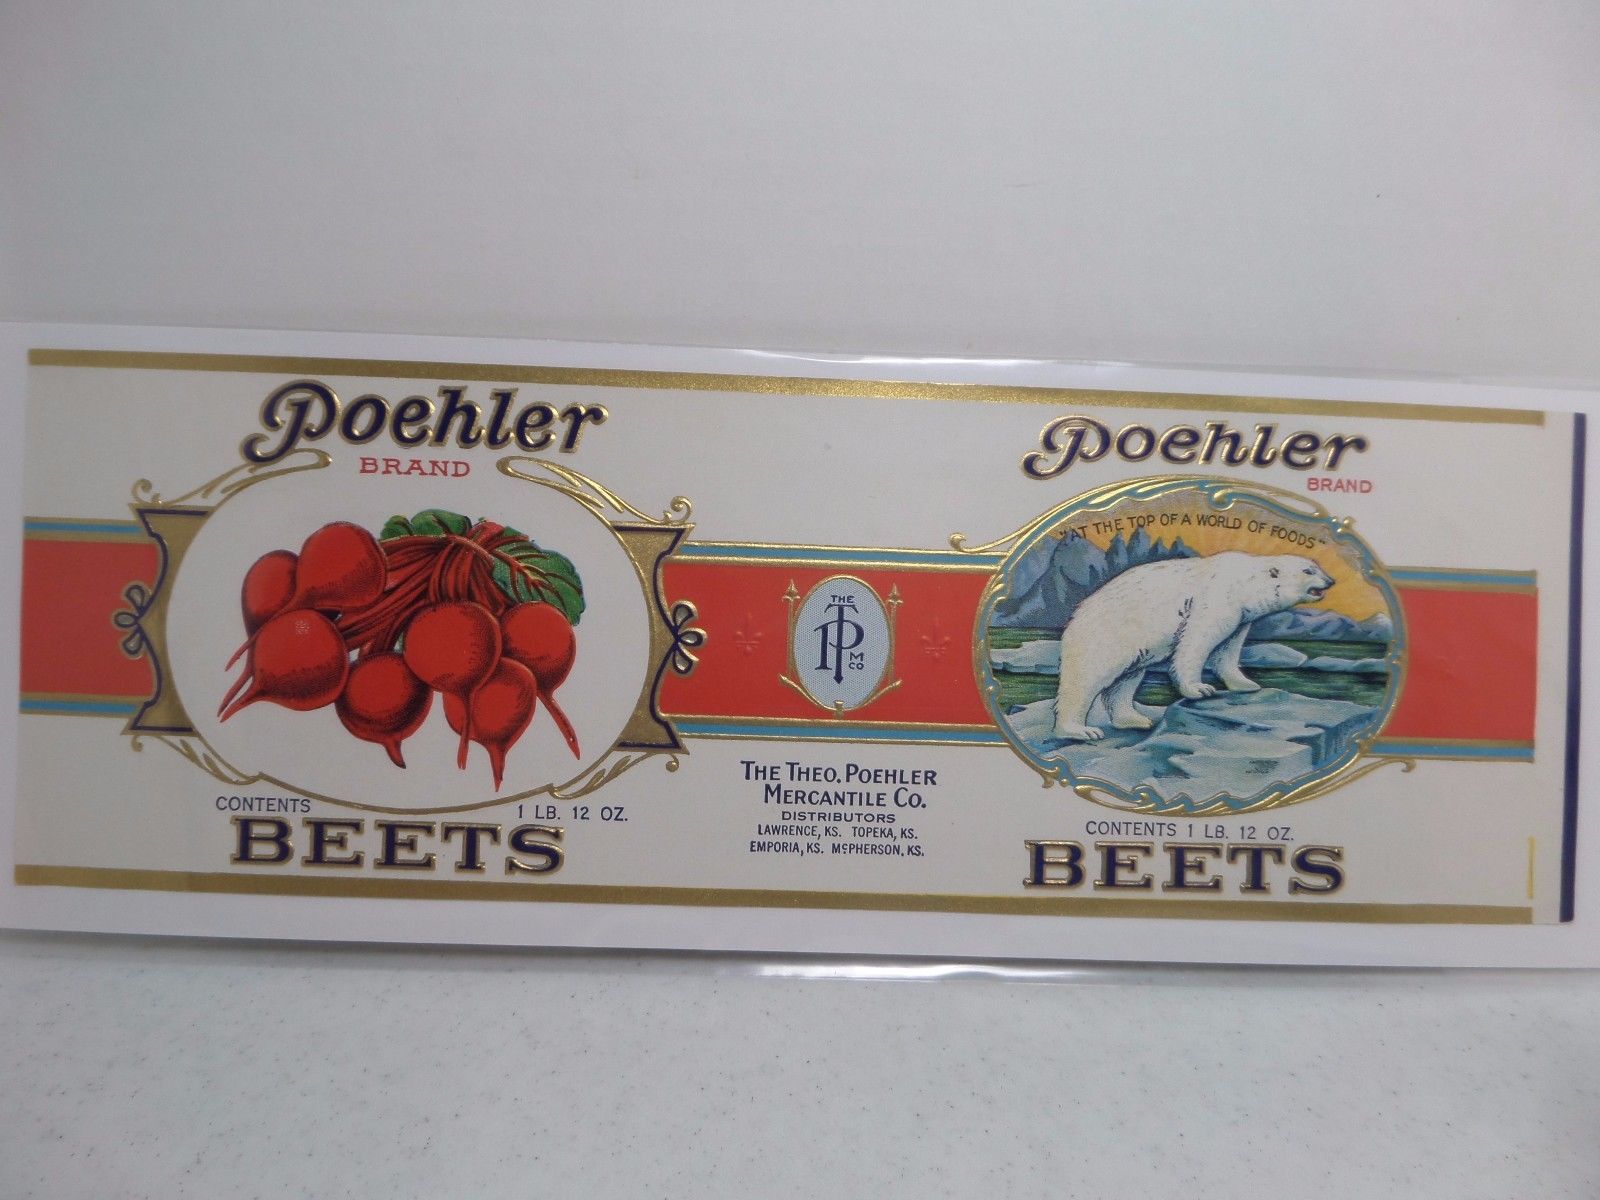 Poehler
BRAND
CONTENTS
1 LB. 12 OZ.
BEETS
THE
TP
M
CO
THE THEO. POEHLER
MERCANTILE CO.
DISTRIBUTORS
LAWRENCE, KS. TOPEKA, KS.
EMPORIA, KS. McPHERSON, KS.
Poehler
BRAND
"AT THE TOP OF A WORLD OF FOODS"
CONTENTS 1 LB. 12 OZ.
BEETS